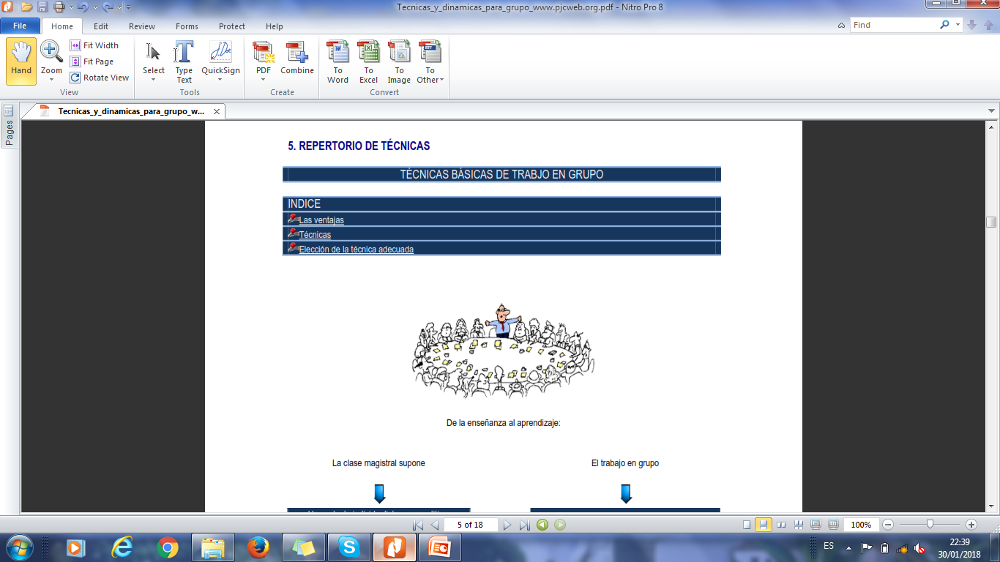 Tecnicas_y_dinamicas_para_grupo_www.pjcweb.org.pdf - Nitro Pro 8
File Home Edit Review Forms Protect Help
Find
Hand
Zoom
Fit Width
Fit Page
Rotate View
View
Select
Type Text
QuickSign
Tools
PDF
Combine
Create
To Word
To Excel
To Image
To Other
Convert
Tecnicas_y_dinamicas_para_grupo_w...
Pages
5. REPERTORIO DE TÉCNICAS
TÉCNICAS BÁSICAS DE TRABJO EN GRUPO
INDICE
Las ventajas
Técnicas
Elección de la técnica adecuada
De la enseñanza al aprendizaje:
La clase magistral supone El trabajo en grupo
5 of 18
100%
ES
22:39
30/01/2018